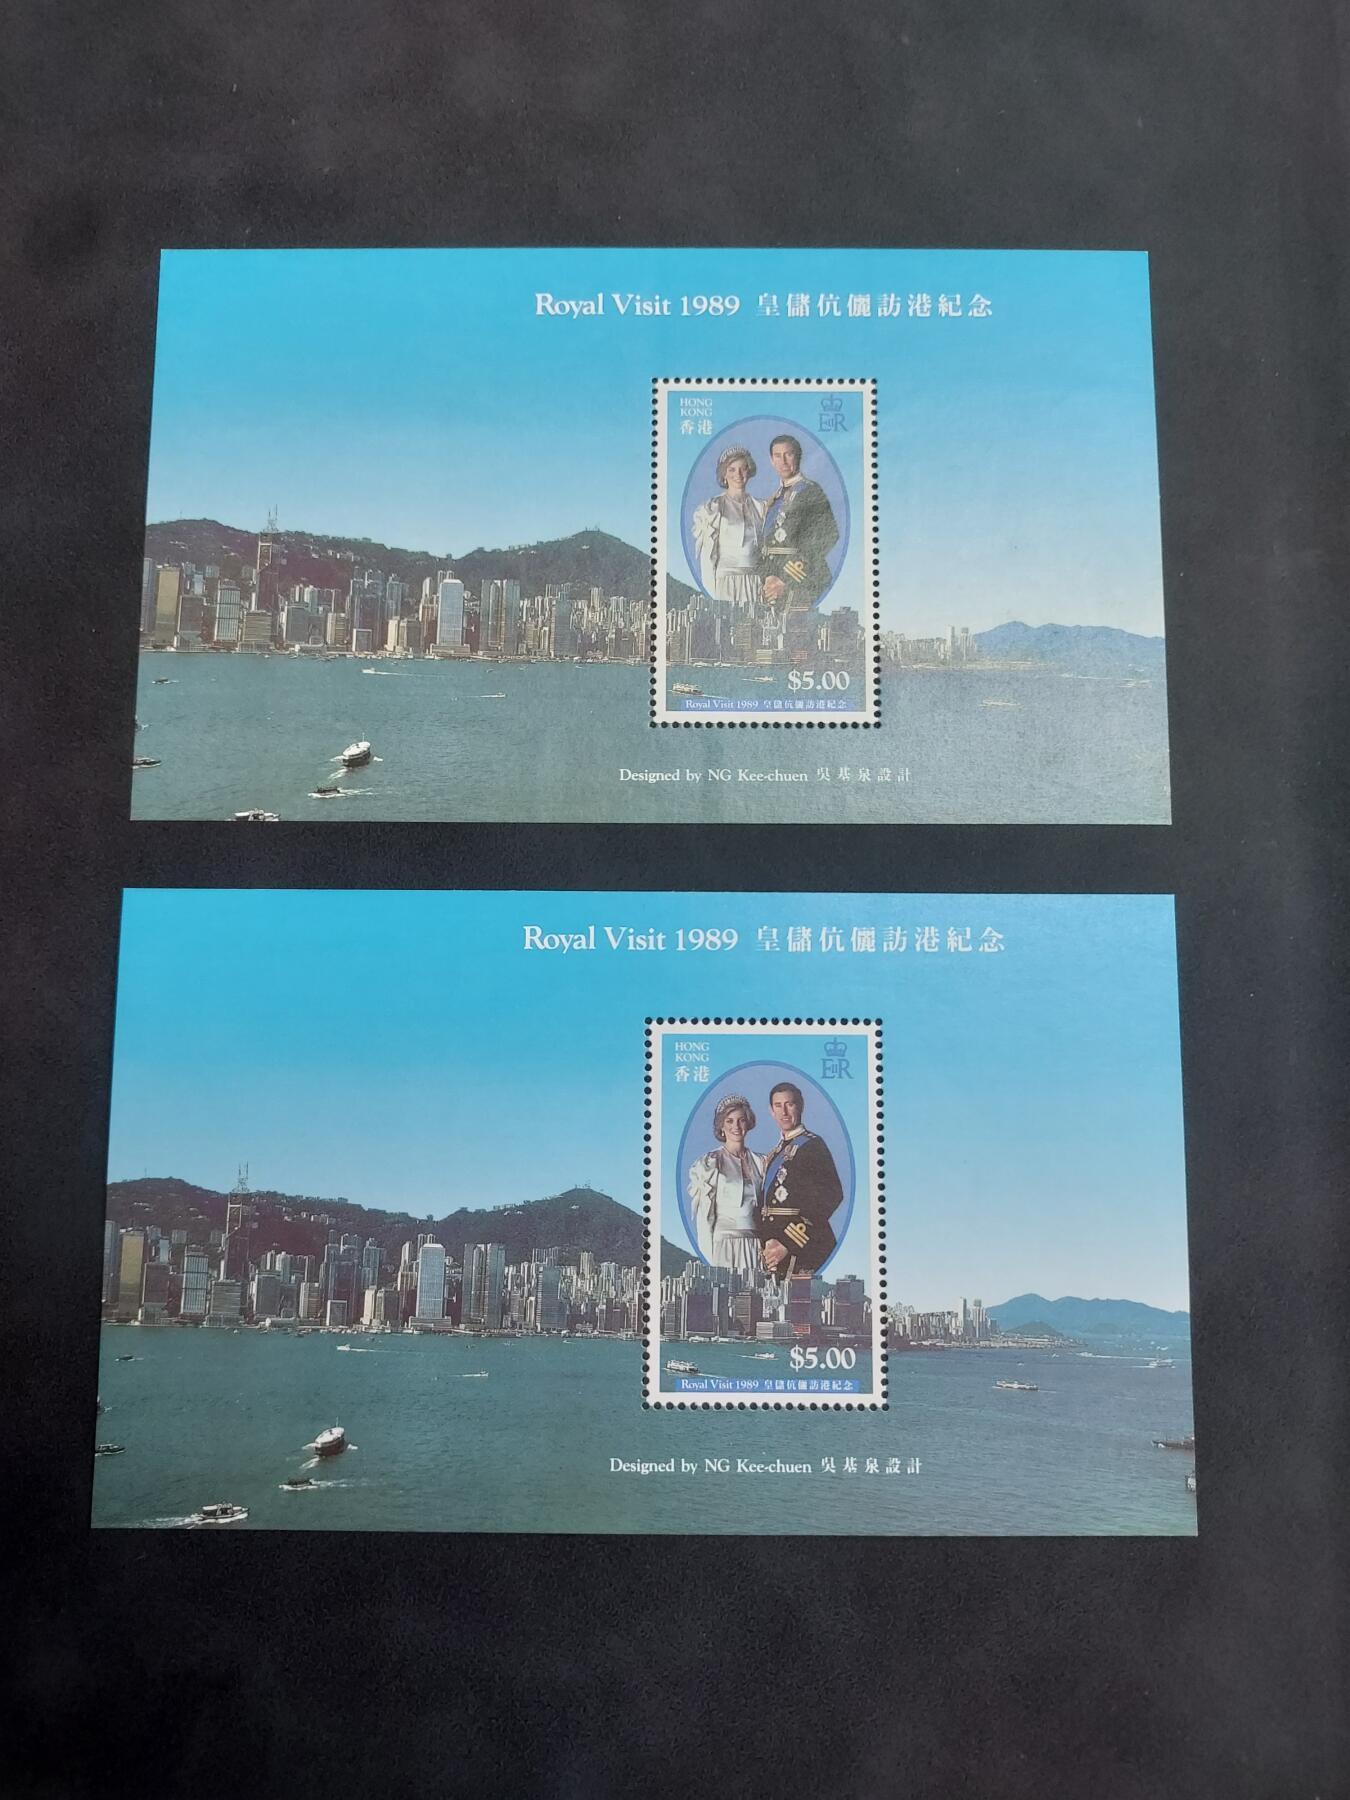 Royal Visit 1989 皇儲伉儷訪港紀念
HONG
KONG
香港
EIIR
$5.00
Royal Visit 1989 皇儲伉儷訪港紀念
Designed by NG Kee-chuen 吳基泉設計
Royal Visit 1989 皇儲伉儷訪港紀念
HONG
KONG
香港
EIIR
$5.00
Royal Visit 1989 皇儲伉儷訪港紀念
Designed by NG Kee-chuen 吳基泉設計